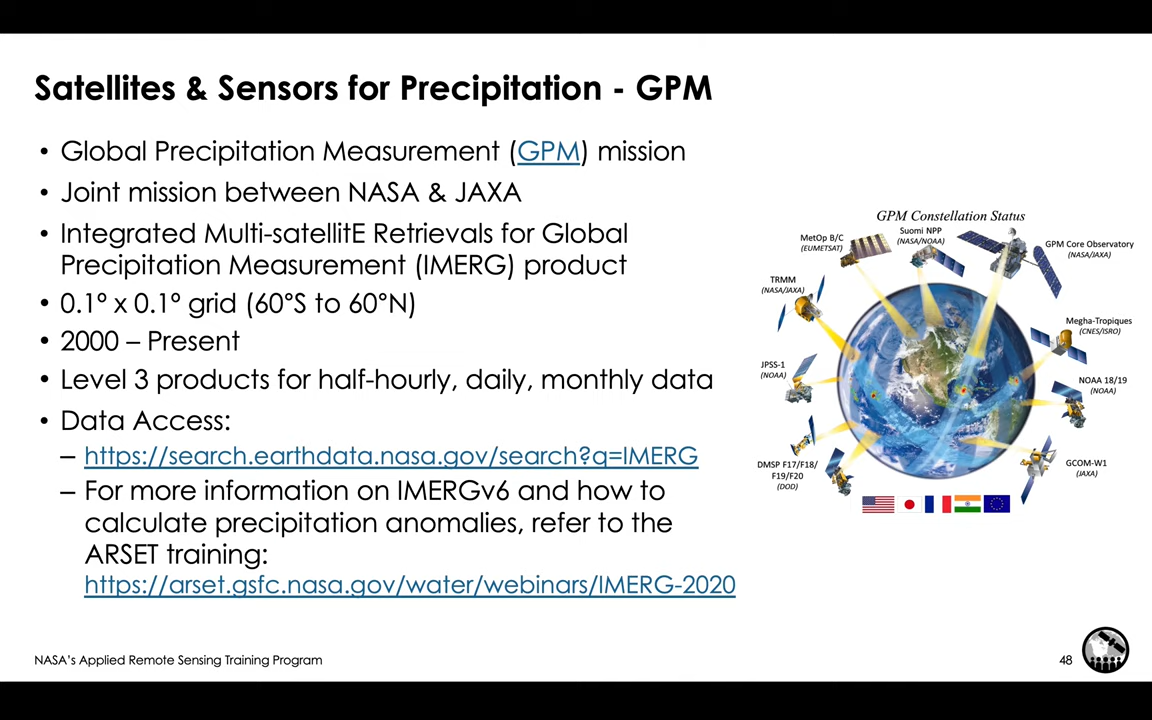 Satellites & Sensors for Precipitation - GPM
• Global Precipitation Measurement (GPM) mission
• Joint mission between NASA & JAXA
• Integrated Multi-satellitE Retrievals for Global
Precipitation Measurement (IMERG) product
• 0.1º x 0.1º grid (60°S to 60°N)
• 2000 – Present
• Level 3 products for half-hourly, daily, monthly data
• Data Access:
– https://search.earthdata.nasa.gov/search?q=IMERG
– For more information on IMERGv6 and how to
calculate precipitation anomalies, refer to the
ARSET training:
https://arset.gsfc.nasa.gov/water/webinars/IMERG-2020
GPM Constellation Status
MetOp B/C
(EUMETSAT)
Suomi NPP
(NASA/NOAA)
GPM Core Observatory
(NASA/JAXA)
TRMM
(NASA/JAXA)
Megha-Tropiques
(CNES/ISRO)
JPSS-1
(NOAA)
NOAA 18/19
(NOAA)
DMSP F17/F18/
F19/F20
(DOD)
GCOM-W1
(JAXA)
NASA's Applied Remote Sensing Training Program
48